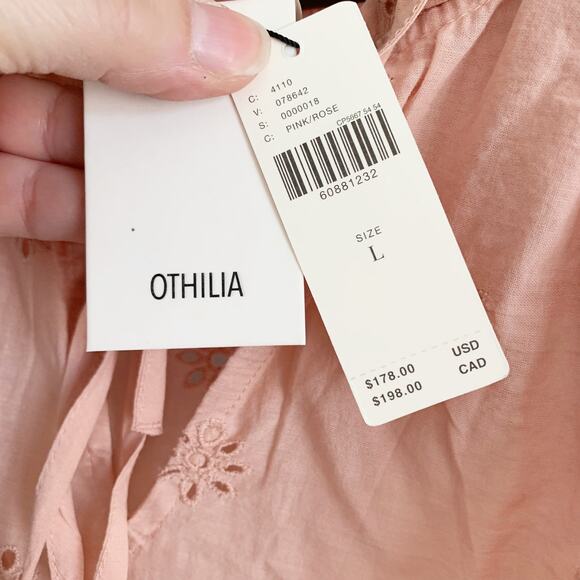 OTHILIA
C: 4110
V: 078642
S: 0000018
C: PINK/ROSE
CP5667 54 54
60881232
SIZE
L
$178.00 USD
$198.00 CAD